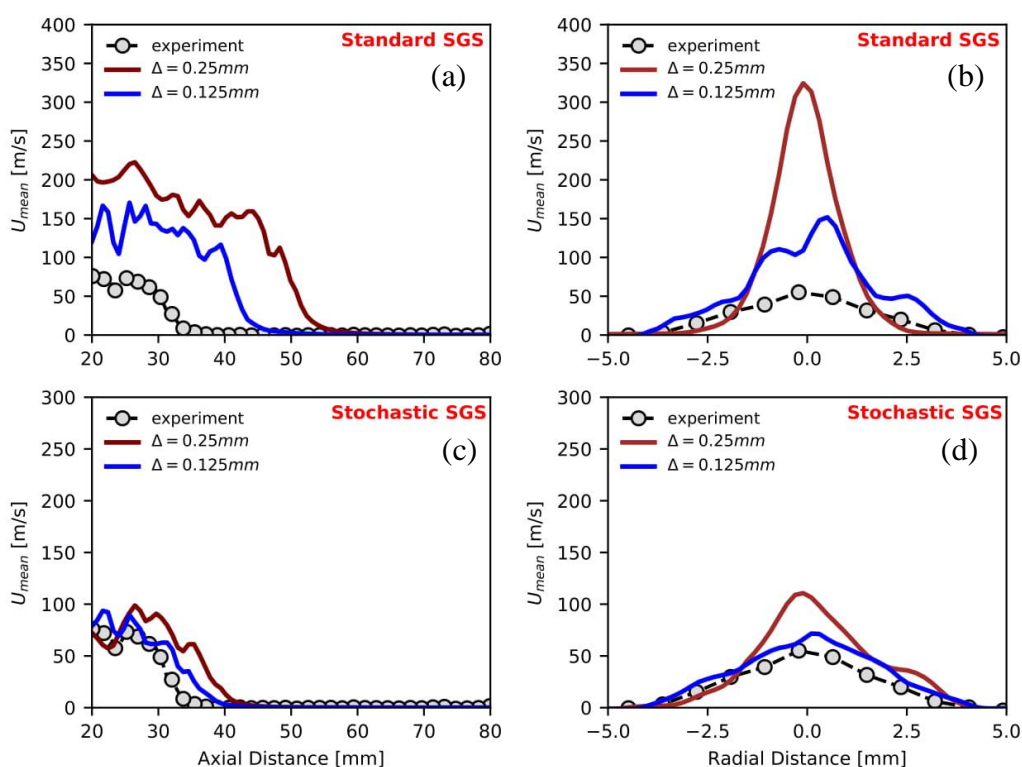 400
350
300
250
200
150
100
50
0
U_mean [m/s]
experiment
Δ = 0.25mm
Δ = 0.125mm
Standard SGS
(a)
20 30 40 50 60 70 80
400
350
300
250
200
150
100
50
0
U_mean [m/s]
experiment
Δ = 0.25mm
Δ = 0.125mm
Standard SGS
(b)
−5.0 −2.5 0.0 2.5 5.0
300
250
200
150
100
50
0
U_mean [m/s]
experiment
Δ = 0.25mm
Δ = 0.125mm
Stochastic SGS
(c)
20 30 40 50 60 70 80
Axial Distance [mm]
300
250
200
150
100
50
0
U_mean [m/s]
experiment
Δ = 0.25mm
Δ = 0.125mm
Stochastic SGS
(d)
−5.0 −2.5 0.0 2.5 5.0
Radial Distance [mm]